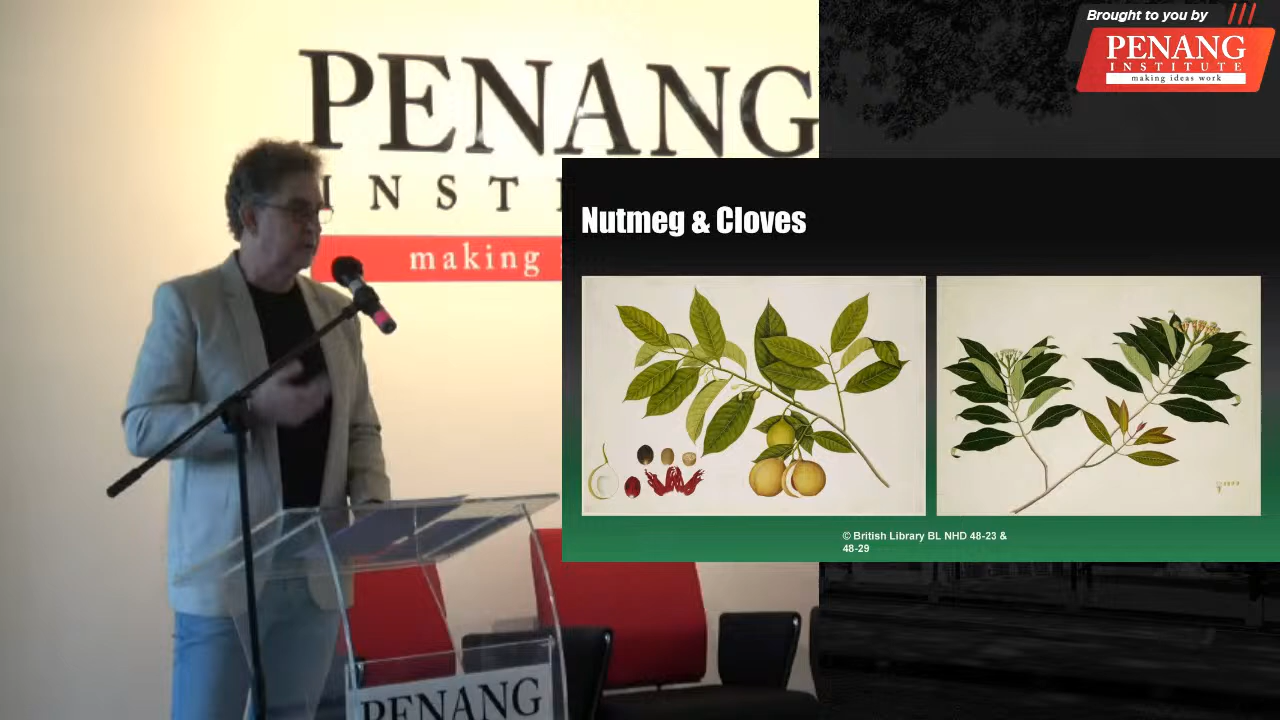 Brought to you by
PENANG
INSTITUTE
making ideas work
PENANG
INST
making
Nutmeg & Cloves
© British Library BL NHD 48-23 &
48-29
PENANG